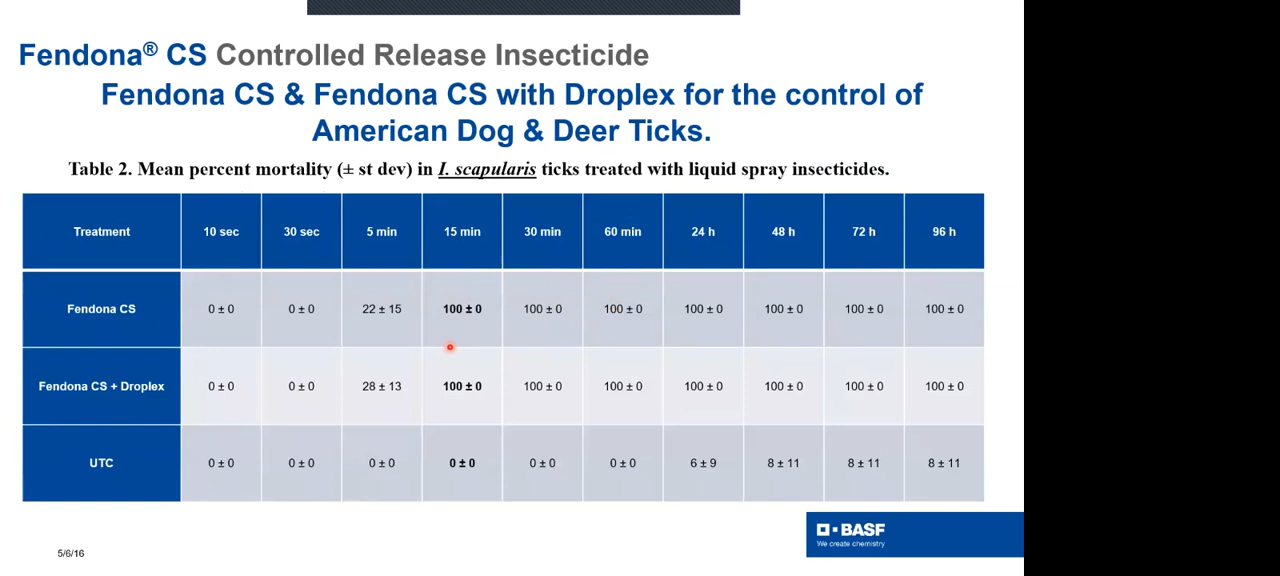 Fendona® CS Controlled Release Insecticide
Fendona CS & Fendona CS with Droplex for the control of
American Dog & Deer Ticks.
Table 2. Mean percent mortality (± st dev) in I. scapularis ticks treated with liquid spray insecticides.
Treatment 10 sec 30 sec 5 min 15 min 30 min 60 min 24 h 48 h 72 h 96 h
Fendona CS 0 ± 0 0 ± 0 22 ± 15 100 ± 0 100 ± 0 100 ± 0 100 ± 0 100 ± 0 100 ± 0 100 ± 0
Fendona CS + Droplex 0 ± 0 0 ± 0 28 ± 13 100 ± 0 100 ± 0 100 ± 0 100 ± 0 100 ± 0 100 ± 0 100 ± 0
UTC 0 ± 0 0 ± 0 0 ± 0 0 ± 0 0 ± 0 0 ± 0 6 ± 9 8 ± 11 8 ± 11 8 ± 11
BASF
We create chemistry
5/6/16